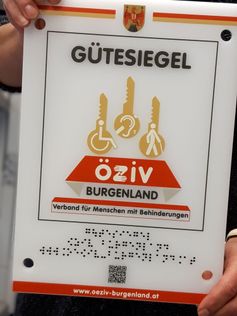 GÜTESIEGEL
öziv
BURGENLAND
Verband für Menschen mit Behinderungen
www.oeziv-burgenland.at